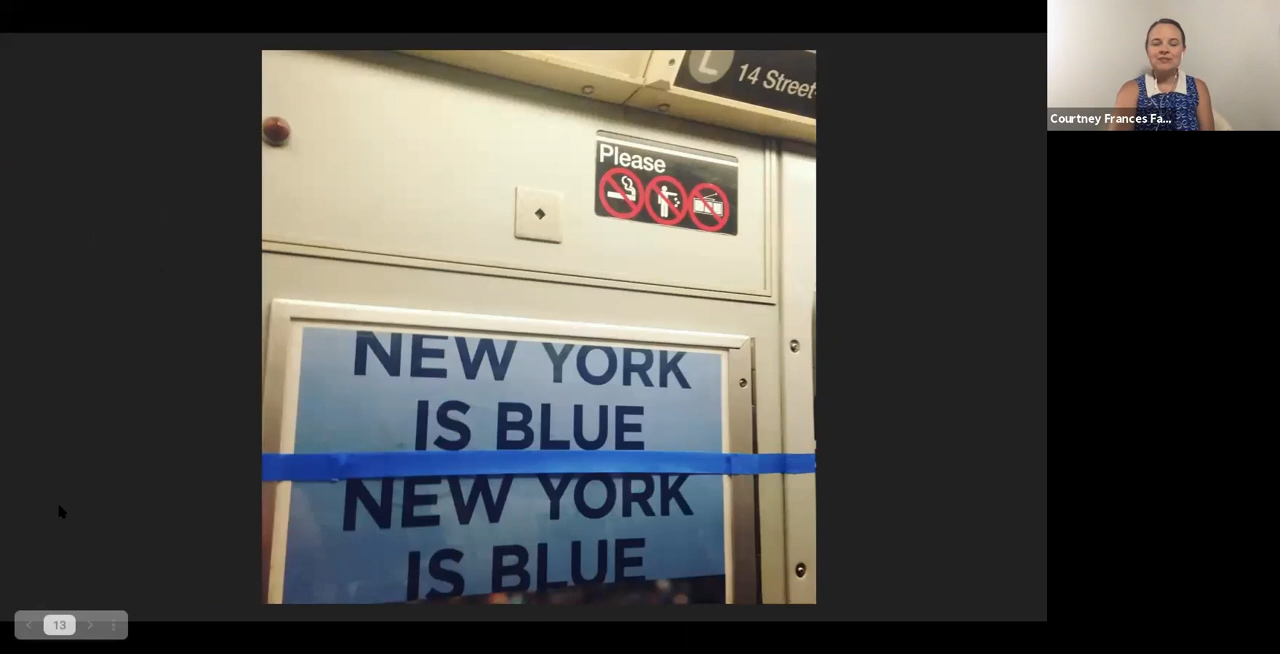 L 14 Street-
Please
NEW YORK
IS BLUE
NEW YORK
IS BLUE
Courtney Frances Fa...
13